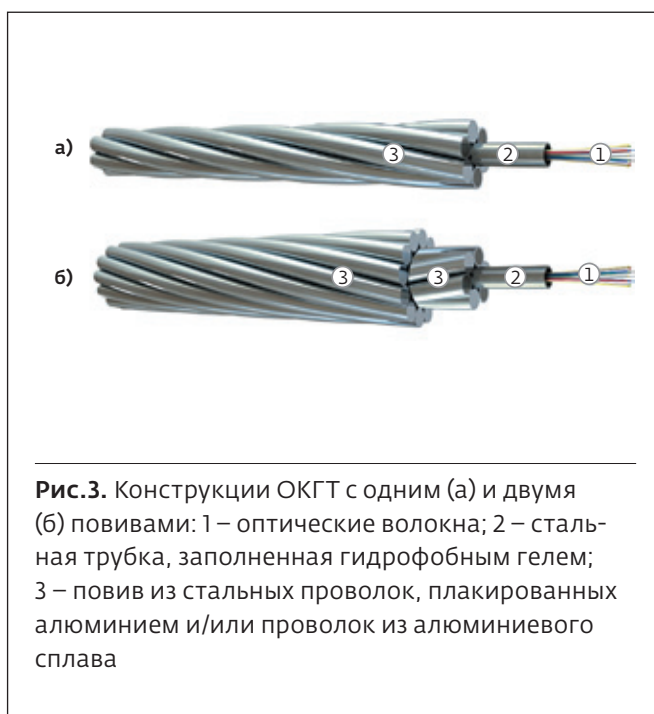 а)
3
2
1
б)
3
3
2
1
Рис.3. Конструкции ОКГТ с одним (а) и двумя
(б) повивами: 1 – оптические волокна; 2 – сталь-
ная трубка, заполненная гидрофобным гелем;
3 – повив из стальных проволок, плакированных
алюминием и/или проволок из алюминиевого
сплава